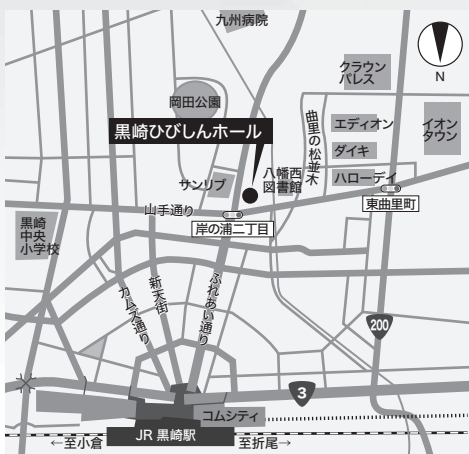 九州病院
N
クラウン
パレス
岡田公園
黒崎ひびしんホール
曲里の松並木
エディオン
イオン
タウン
ダイキ
八幡西
図書館
サンリブ
ハローデイ
山手通り
岸の浦二丁目
東曲里町
黒崎
中央
小学校
ふれあい通り
新天街
カムズ通り
200
3
コムシティ
JR 黒崎駅
←至小倉
至折尾→